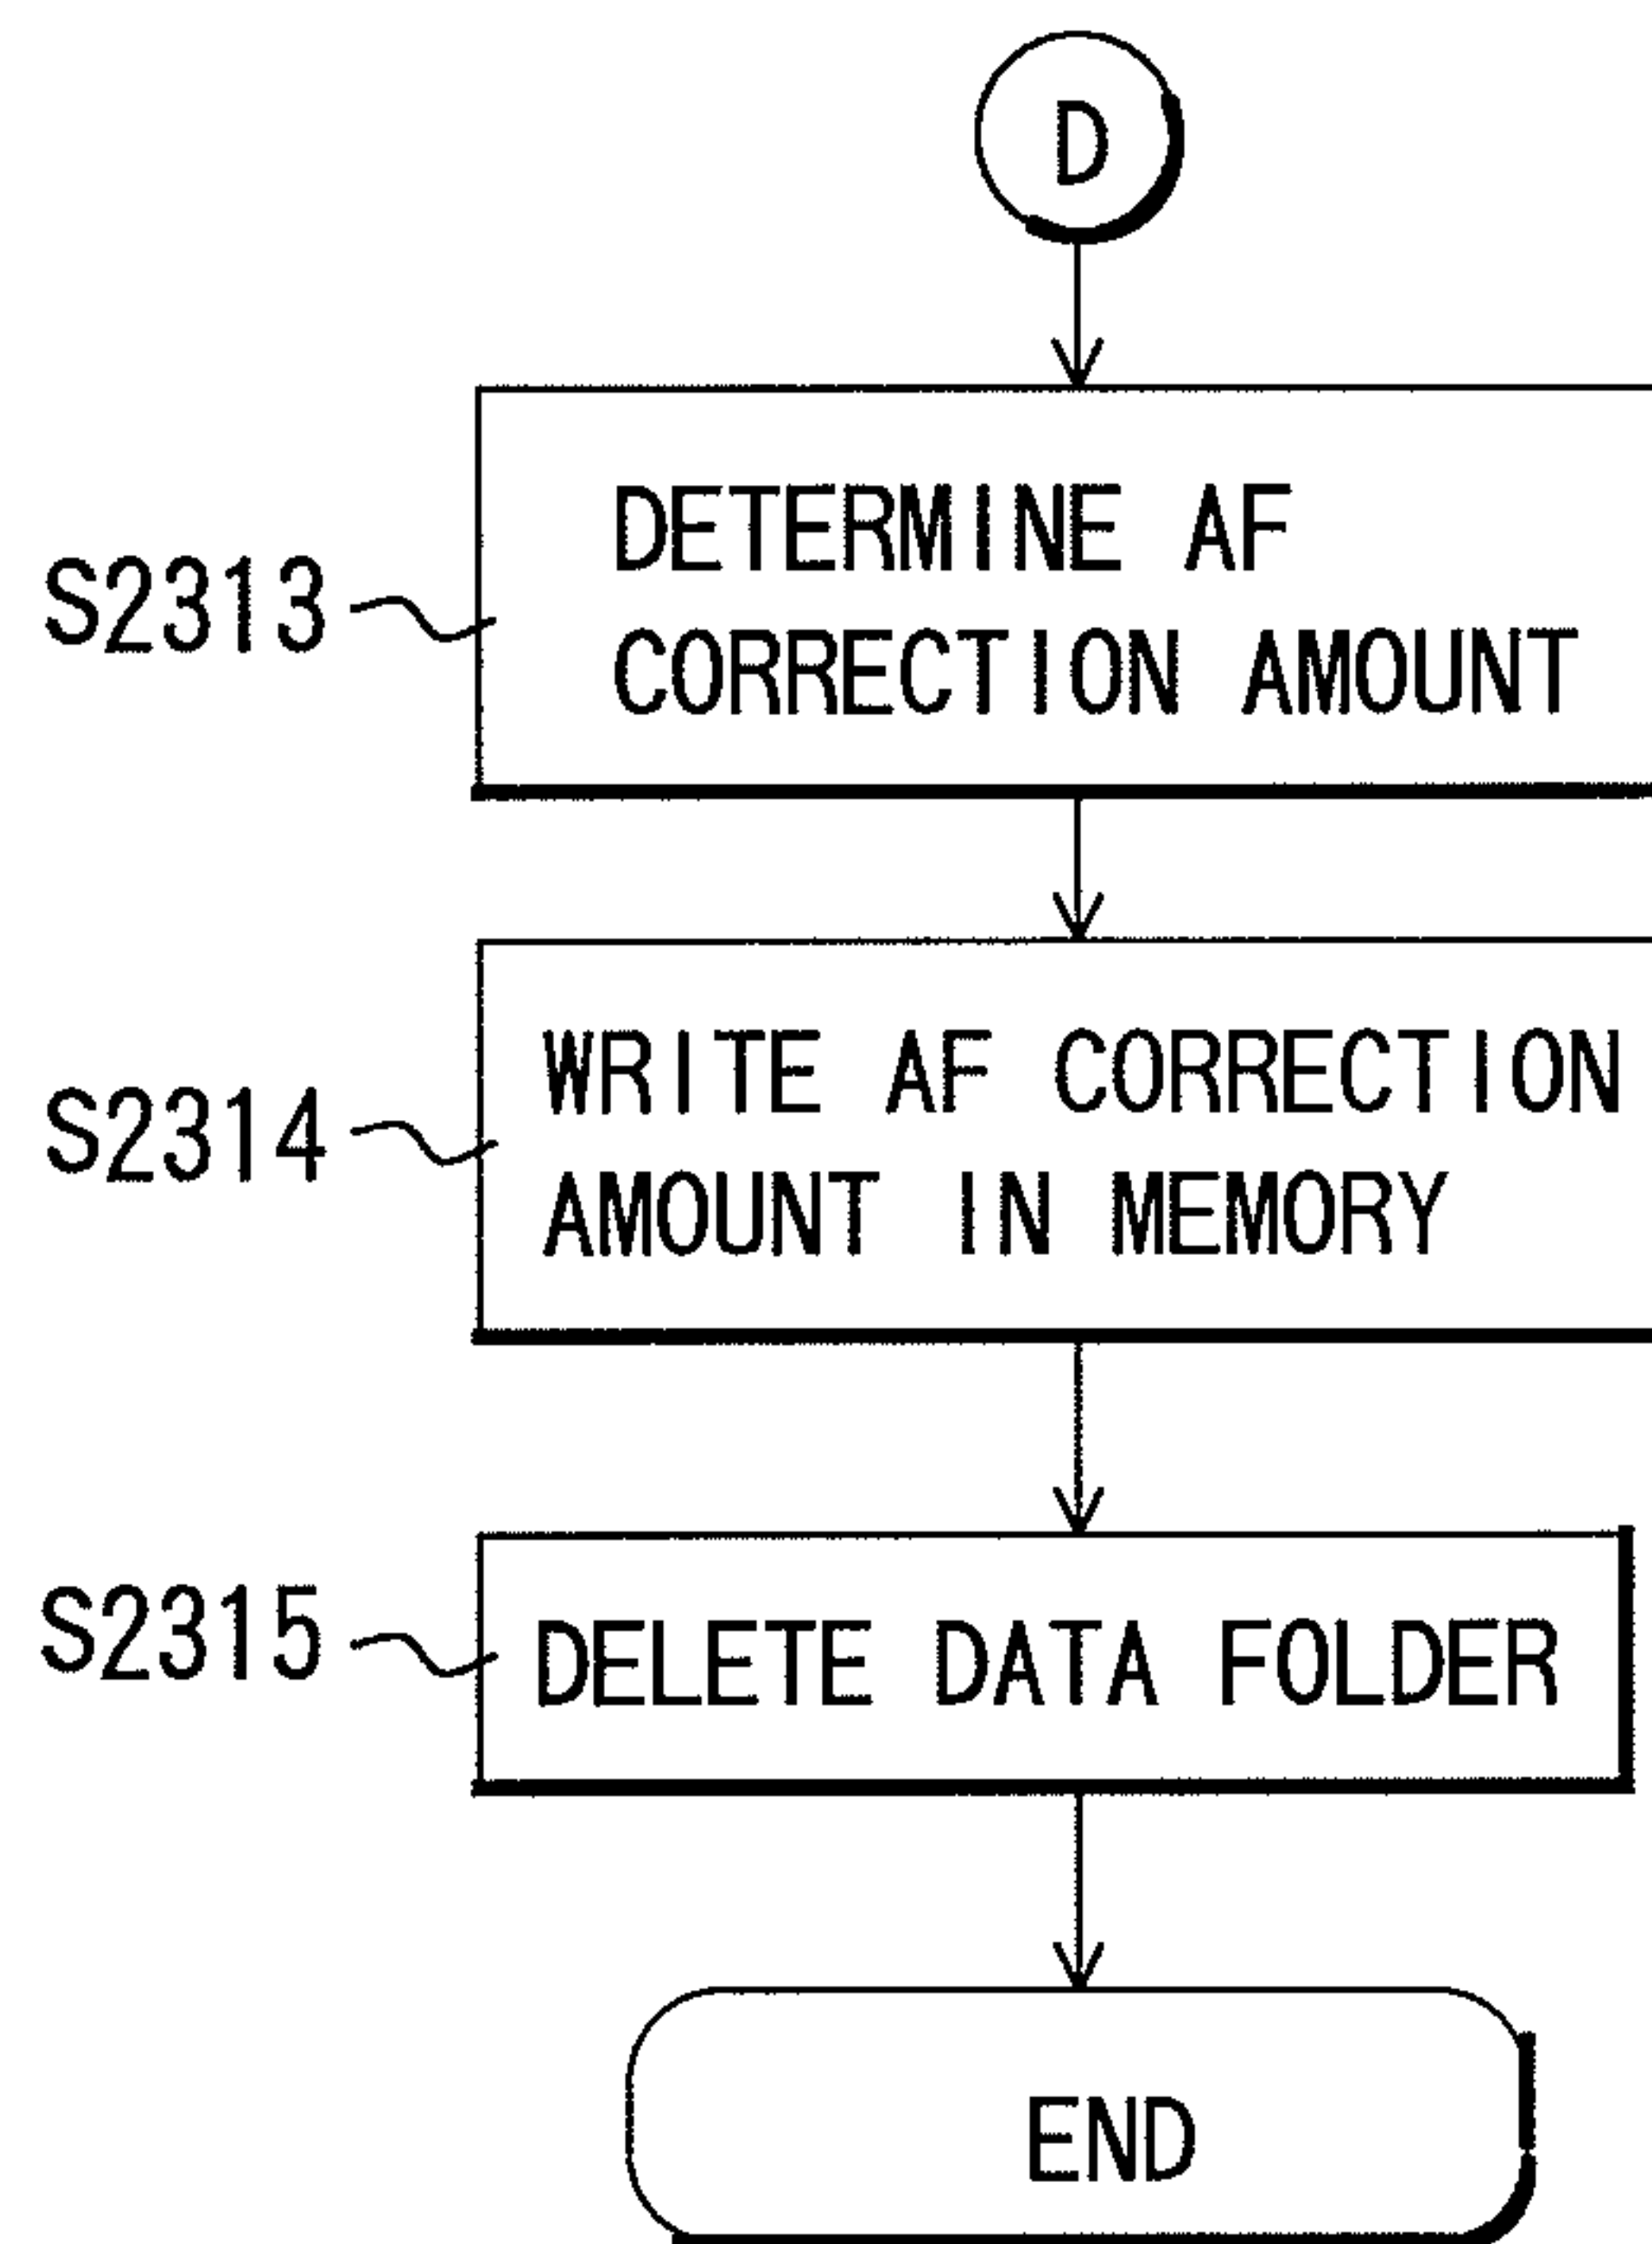 D
DETERMINE AF
CORRECTION AMOUNT
S2313
WRITE AF CORRECTION
AMOUNT IN MEMORY
S2314
DELETE DATA FOLDER
S2315
END